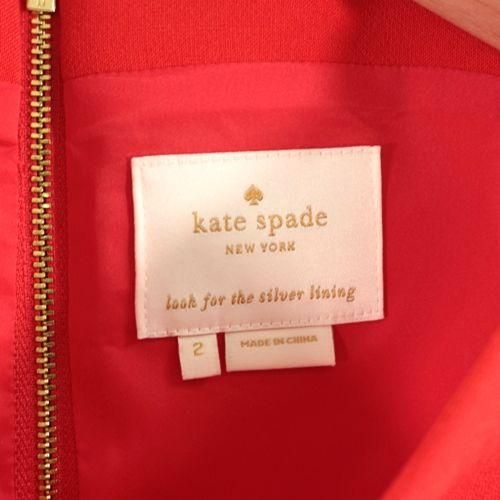 kate spade
NEW YORK
look for the silver lining
2
MADE IN CHINA